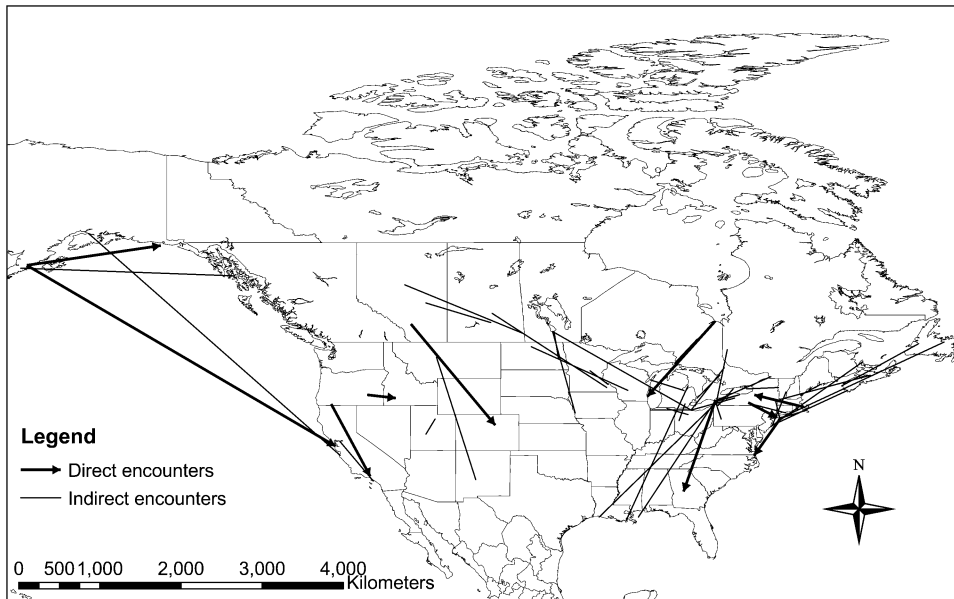 Legend
Direct encounters
Indirect encounters
N
0 500 1,000 2,000 3,000 4,000
Kilometers